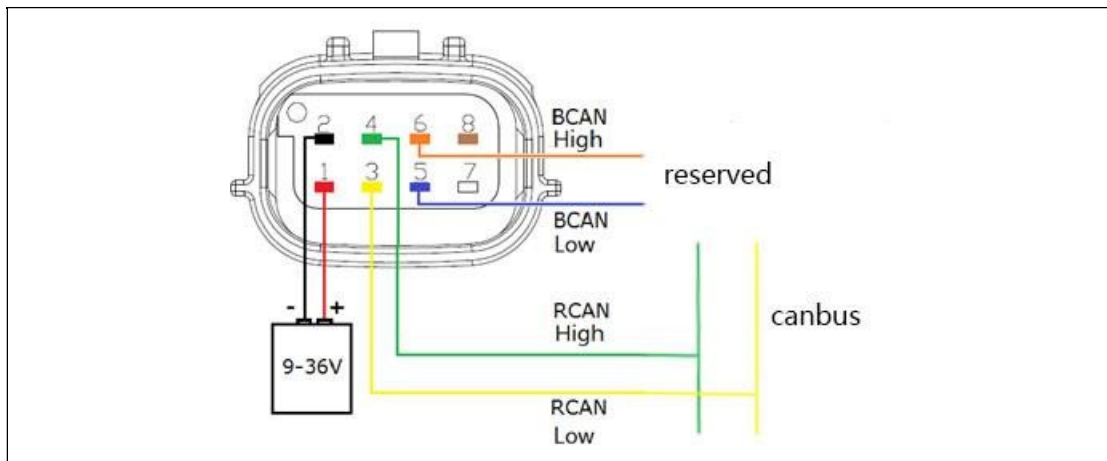 2 4 6 8
1 3 5 7
BCAN
High
reserved
BCAN
Low
- +
9-36V
RCAN
High
canbus
RCAN
Low